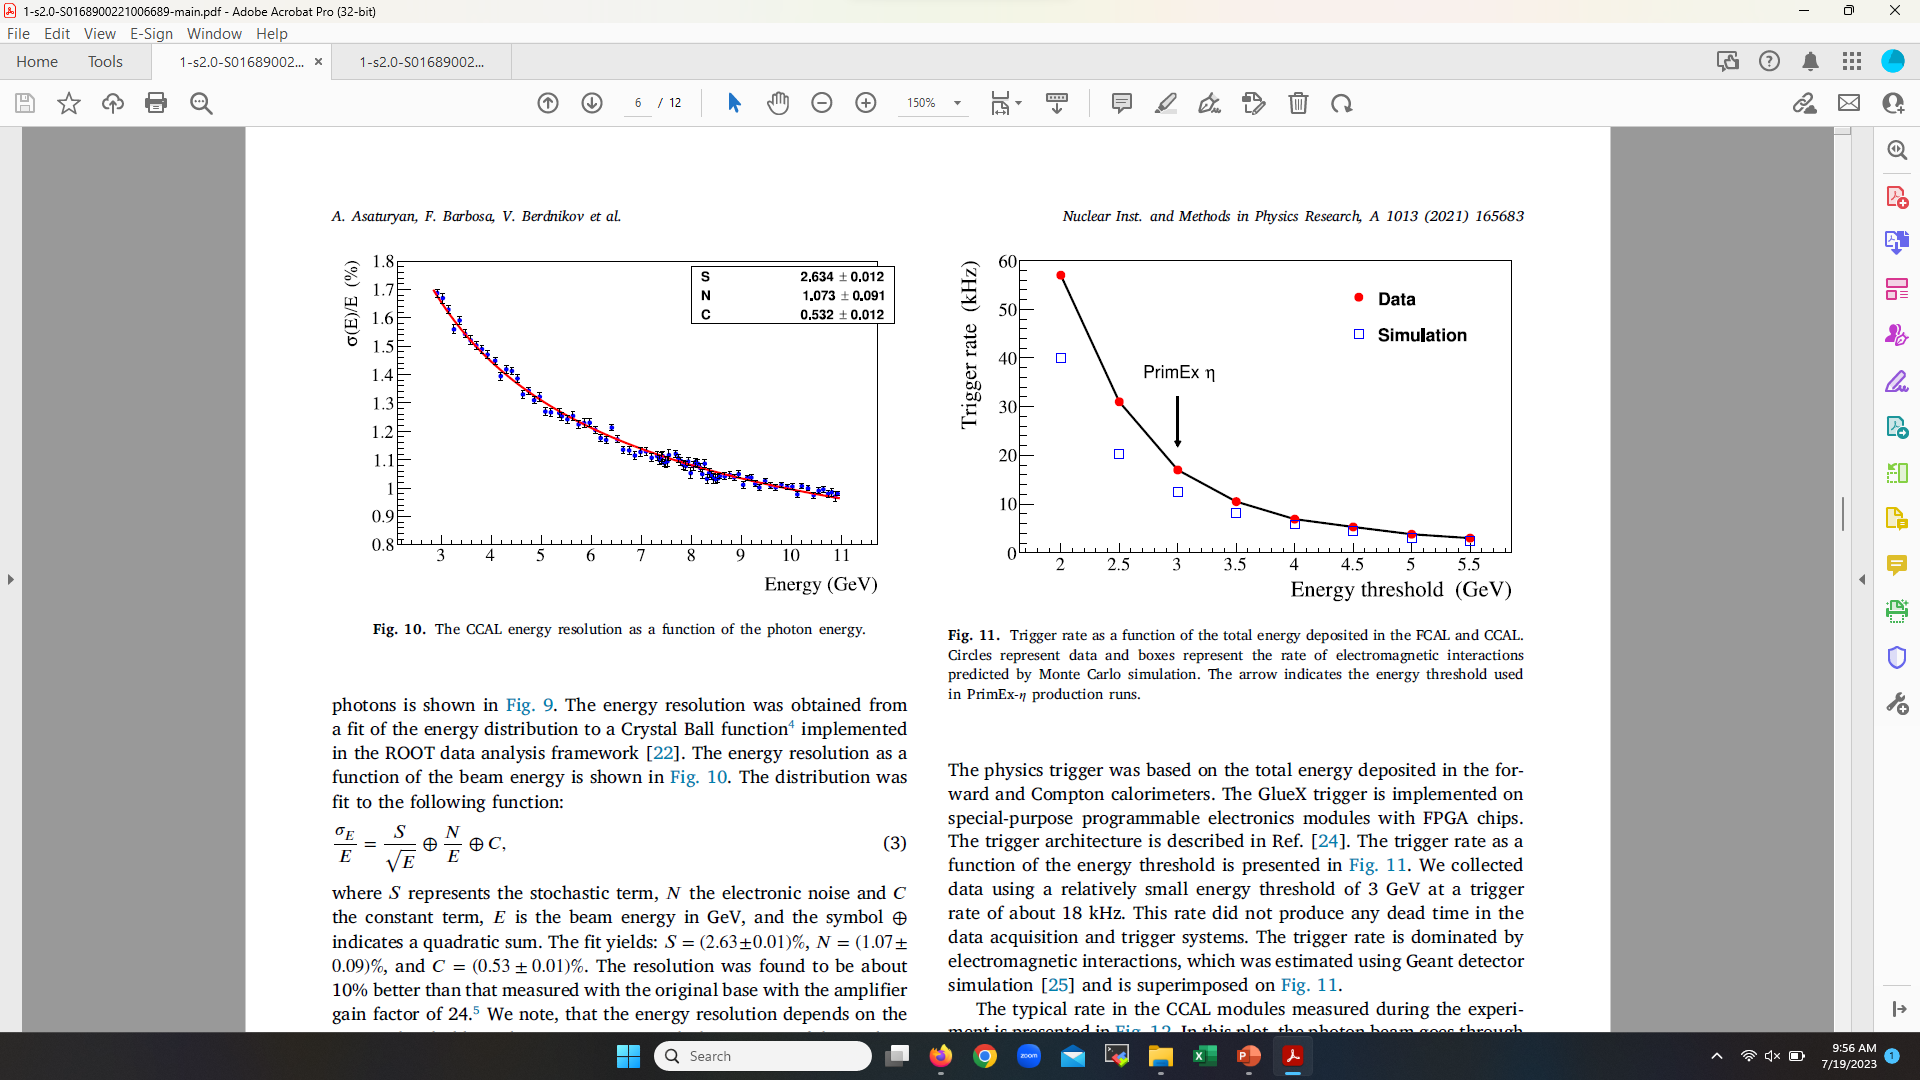 1-s2.0-S0168900221006689-main.pdf - Adobe Acrobat Pro (32-bit)
File Edit View E-Sign Window Help
Home Tools 1-s2.0-S01689002... × 1-s2.0-S01689002...
6 / 12 150%
A. Asaturyan, F. Barbosa, V. Berdnikov et al.
Nuclear Inst. and Methods in Physics Research, A 1013 (2021) 165683
σ(E)/E (%)
1.8
1.7
1.6
1.5
1.4
1.3
1.2
1.1
1
0.9
0.8
S 2.634 ± 0.012
N 1.073 ± 0.091
C 0.532 ± 0.012
3 4 5 6 7 8 9 10 11
Energy (GeV)
Fig. 10. The CCAL energy resolution as a function of the photon energy.
photons is shown in Fig. 9. The energy resolution was obtained from
a fit of the energy distribution to a Crystal Ball function⁴ implemented
in the ROOT data analysis framework [22]. The energy resolution as a
function of the beam energy is shown in Fig. 10. The distribution was
fit to the following function:
σ_E/E = S/√E ⊕ N/E ⊕ C, (3)
where S represents the stochastic term, N the electronic noise and C
the constant term, E is the beam energy in GeV, and the symbol ⊕
indicates a quadratic sum. The fit yields: S = (2.63±0.01)%, N = (1.07±
0.09)%, and C = (0.53 ± 0.01)%. The resolution was found to be about
10% better than that measured with the original base with the amplifier
gain factor of 24.⁵ We note, that the energy resolution depends on the
Trigger rate (kHz)
60
50
40
30
20
10
0
Data
Simulation
PrimEx η
2 2.5 3 3.5 4 4.5 5 5.5
Energy threshold (GeV)
Fig. 11. Trigger rate as a function of the total energy deposited in the FCAL and CCAL.
Circles represent data and boxes represent the rate of electromagnetic interactions
predicted by Monte Carlo simulation. The arrow indicates the energy threshold used
in PrimEx-η production runs.
The physics trigger was based on the total energy deposited in the for-
ward and Compton calorimeters. The GlueX trigger is implemented on
special-purpose programmable electronics modules with FPGA chips.
The trigger architecture is described in Ref. [24]. The trigger rate as a
function of the energy threshold is presented in Fig. 11. We collected
data using a relatively small energy threshold of 3 GeV at a trigger
rate of about 18 kHz. This rate did not produce any dead time in the
data acquisition and trigger systems. The trigger rate is dominated by
electromagnetic interactions, which was estimated using Geant detector
simulation [25] and is superimposed on Fig. 11.
The typical rate in the CCAL modules measured during the experi-
ment is presented in Fig. 12. In this plot, the photon beam goes through
Search
zoom
9:56 AM
7/19/2023
1